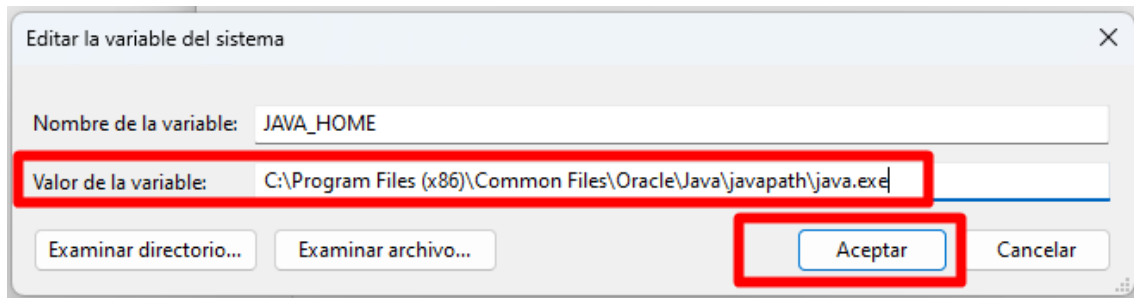 Editar la variable del sistema
Nombre de la variable: JAVA_HOME
Valor de la variable: C:\Program Files (x86)\Common Files\Oracle\Java\javapath\java.exe
Examinar directorio... Examinar archivo... Aceptar Cancelar